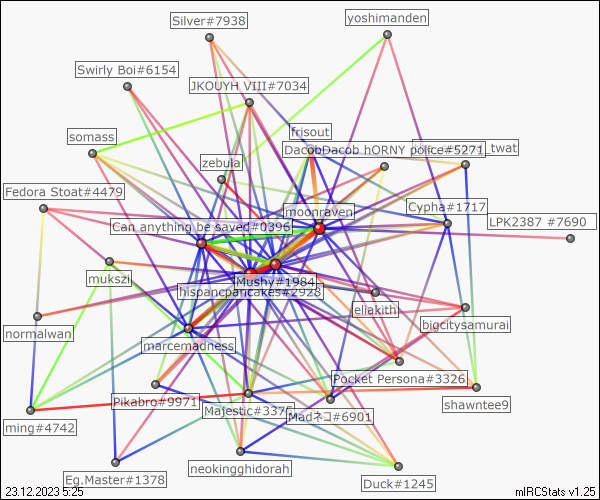 Silver#7938
yoshimanden
Swirly Boi#6154
JKOUYH VIII#7034
somass
frisout
DacobDacob hORNY police#5271
_twat
zebula
Fedora Stoat#4479
moonraven
Cypha#1717
LPK2387 #7690
Can anything be saved#0396
mukszi
Mushy#1984
hispancpancakes#2928
ellakith
normalwan
bigcitysamurai
marcemadness
Pocket Persona#3326
Pikabro#9971
Majestic#337
Madネコ#6901
shawntee9
ming#4742
neokingghidorah
Eg.Master#1378
Duck#1245
23.12.2023 5:25
mIRCStats v1.25